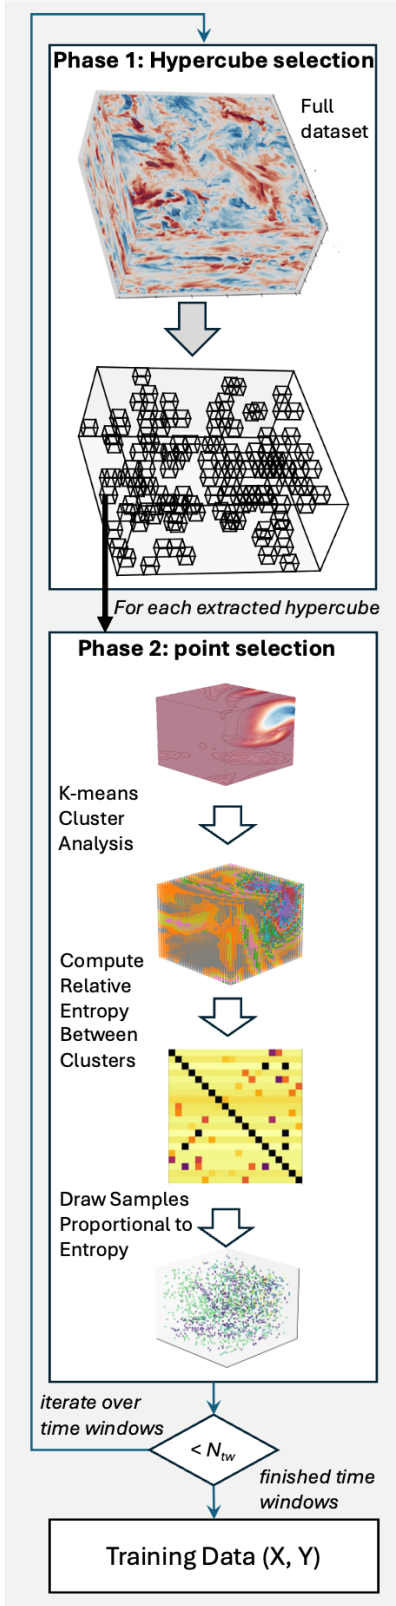 Phase 1: Hypercube selection
Full
dataset
For each extracted hypercube
Phase 2: point selection
K-means
Cluster
Analysis
Compute
Relative
Entropy
Between
Clusters
Draw Samples
Proportional to
Entropy
iterate over
time windows
< Ntw
finished time
windows
Training Data (X, Y)